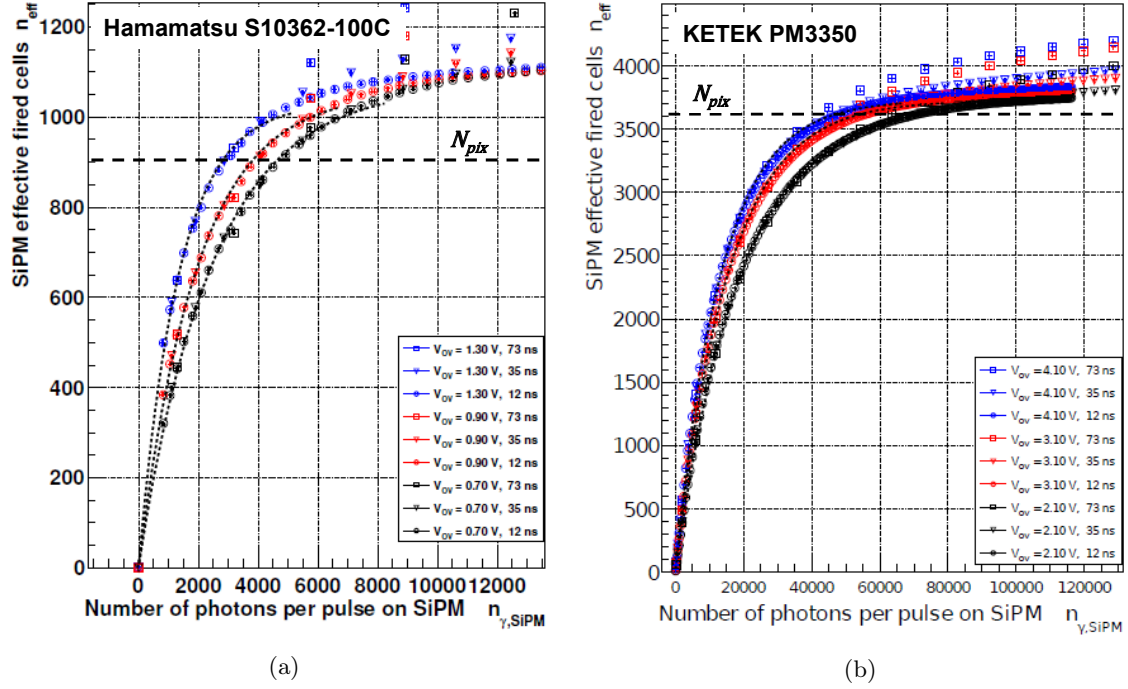 Hamamatsu S10362-100C
SiPM effective fired cells n_eff
1200
1000
800
600
400
200
0
N_pix
V_OV = 1.30 V, 73 ns
V_OV = 1.30 V, 35 ns
V_OV = 1.30 V, 12 ns
V_OV = 0.90 V, 73 ns
V_OV = 0.90 V, 35 ns
V_OV = 0.90 V, 12 ns
V_OV = 0.70 V, 73 ns
V_OV = 0.70 V, 35 ns
V_OV = 0.70 V, 12 ns
0 2000 4000 6000 8000 10000 12000
Number of photons per pulse on SiPM n_γ,SiPM
(a)
KETEK PM3350
SiPM effective fired cells n_eff
4000
3500
3000
2500
2000
1500
1000
500
0
N_pix
V_ov = 4.10 V, 73 ns
V_ov = 4.10 V, 35 ns
V_ov = 4.10 V, 12 ns
V_ov = 3.10 V, 73 ns
V_ov = 3.10 V, 35 ns
V_ov = 3.10 V, 12 ns
V_ov = 2.10 V, 73 ns
V_ov = 2.10 V, 35 ns
V_ov = 2.10 V, 12 ns
0 20000 40000 60000 80000 100000 120000
Number of photons per pulse on SiPM n_γ,SiPM
(b)